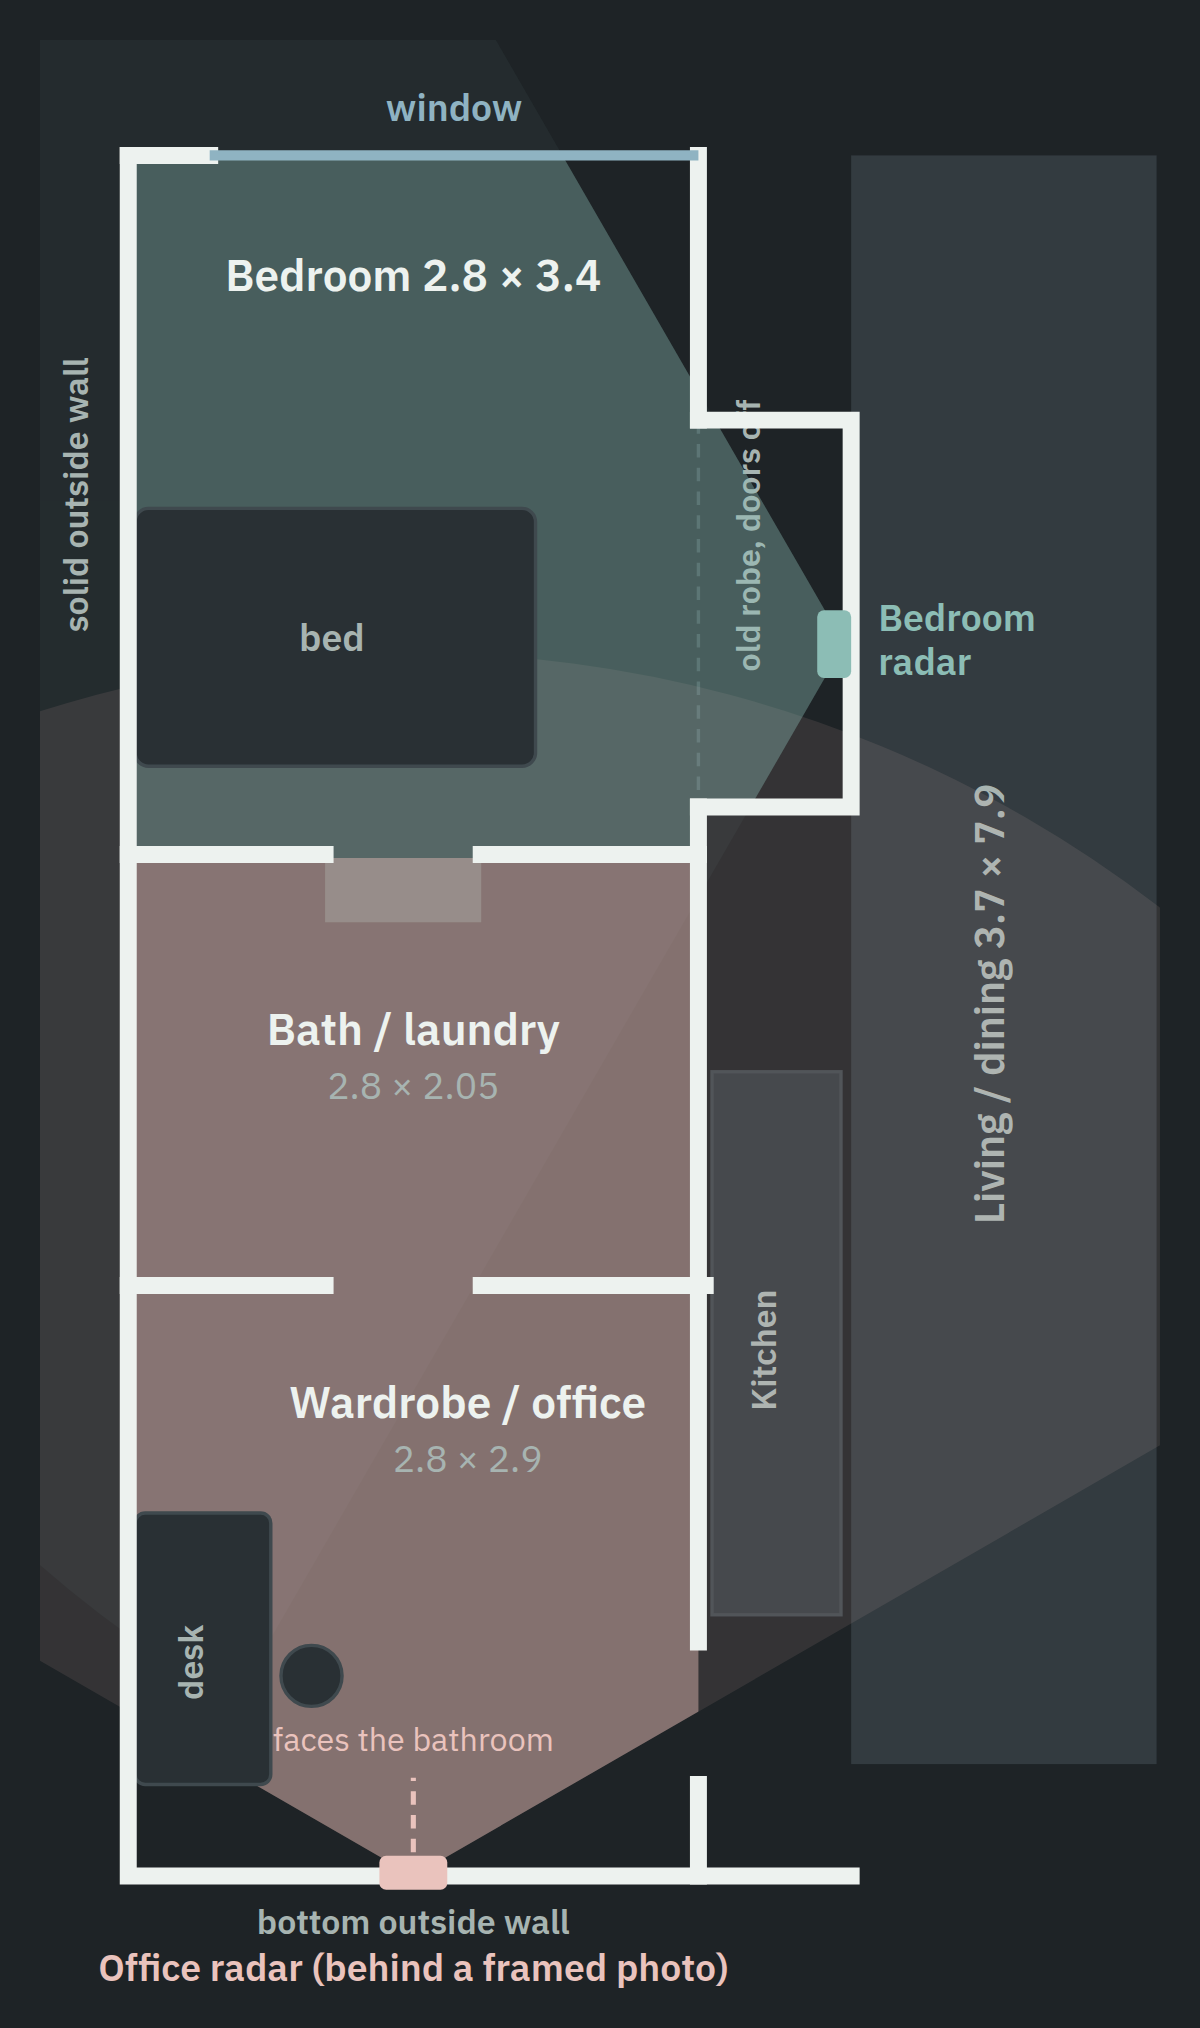 window
Bedroom 2.8 × 3.4
solid outside wall
old robe, doors off
bed
Bedroom
radar
Living / dining 3.7 × 7.9
Bath / laundry
2.8 × 2.05
Kitchen
Wardrobe / office
2.8 × 2.9
desk
faces the bathroom
bottom outside wall
Office radar (behind a framed photo)